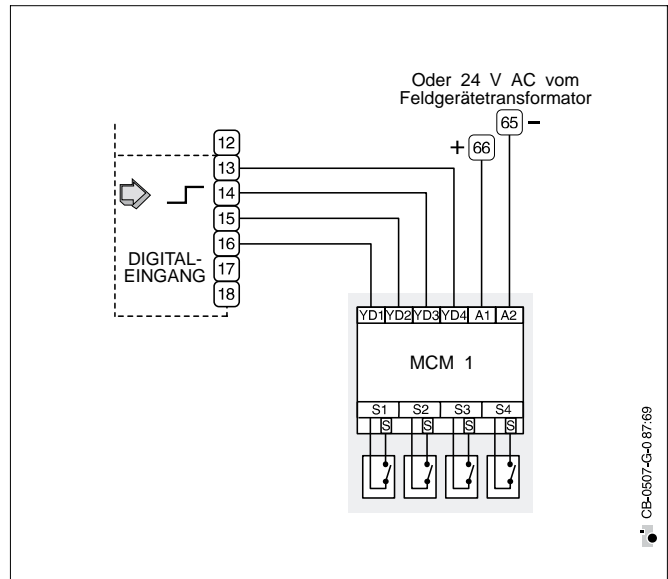 Oder 24 V AC vom
Feldgerätetransformator
65 −
+ 66
12
13
14
15
16
17
18
DIGITAL-
EINGANG
YD1 YD2 YD3 YD4 A1 A2
MCM 1
S1 S2 S3 S4
S S S S
CB-0507-G-0 87:69